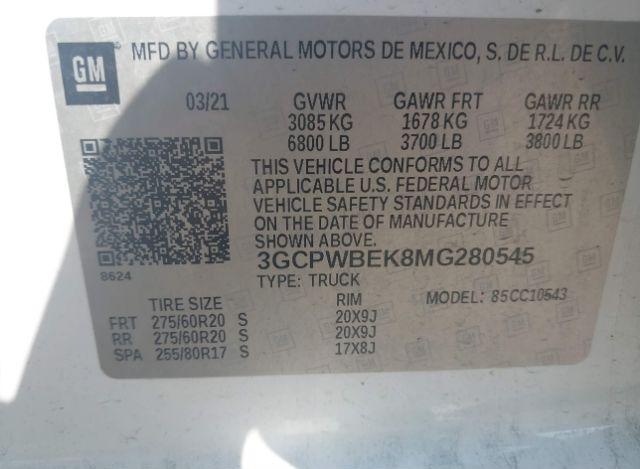 GM
MFD BY GENERAL MOTORS DE MEXICO, S. DE R.L. DE C.V.
03/21 GVWR GAWR FRT GAWR RR
3085 KG 1678 KG 1724 KG
6800 LB 3700 LB 3800 LB
THIS VEHICLE CONFORMS TO ALL
APPLICABLE U.S. FEDERAL MOTOR
VEHICLE SAFETY STANDARDS IN EFFECT
ON THE DATE OF MANUFACTURE
SHOWN ABOVE.
3GCPWBEK8MG280545
8624
TYPE: TRUCK MODEL: 85CC10543
TIRE SIZE RIM
FRT 275/60R20 S 20X9J
RR 275/60R20 S 20X9J
SPA 255/80R17 S 17X8J